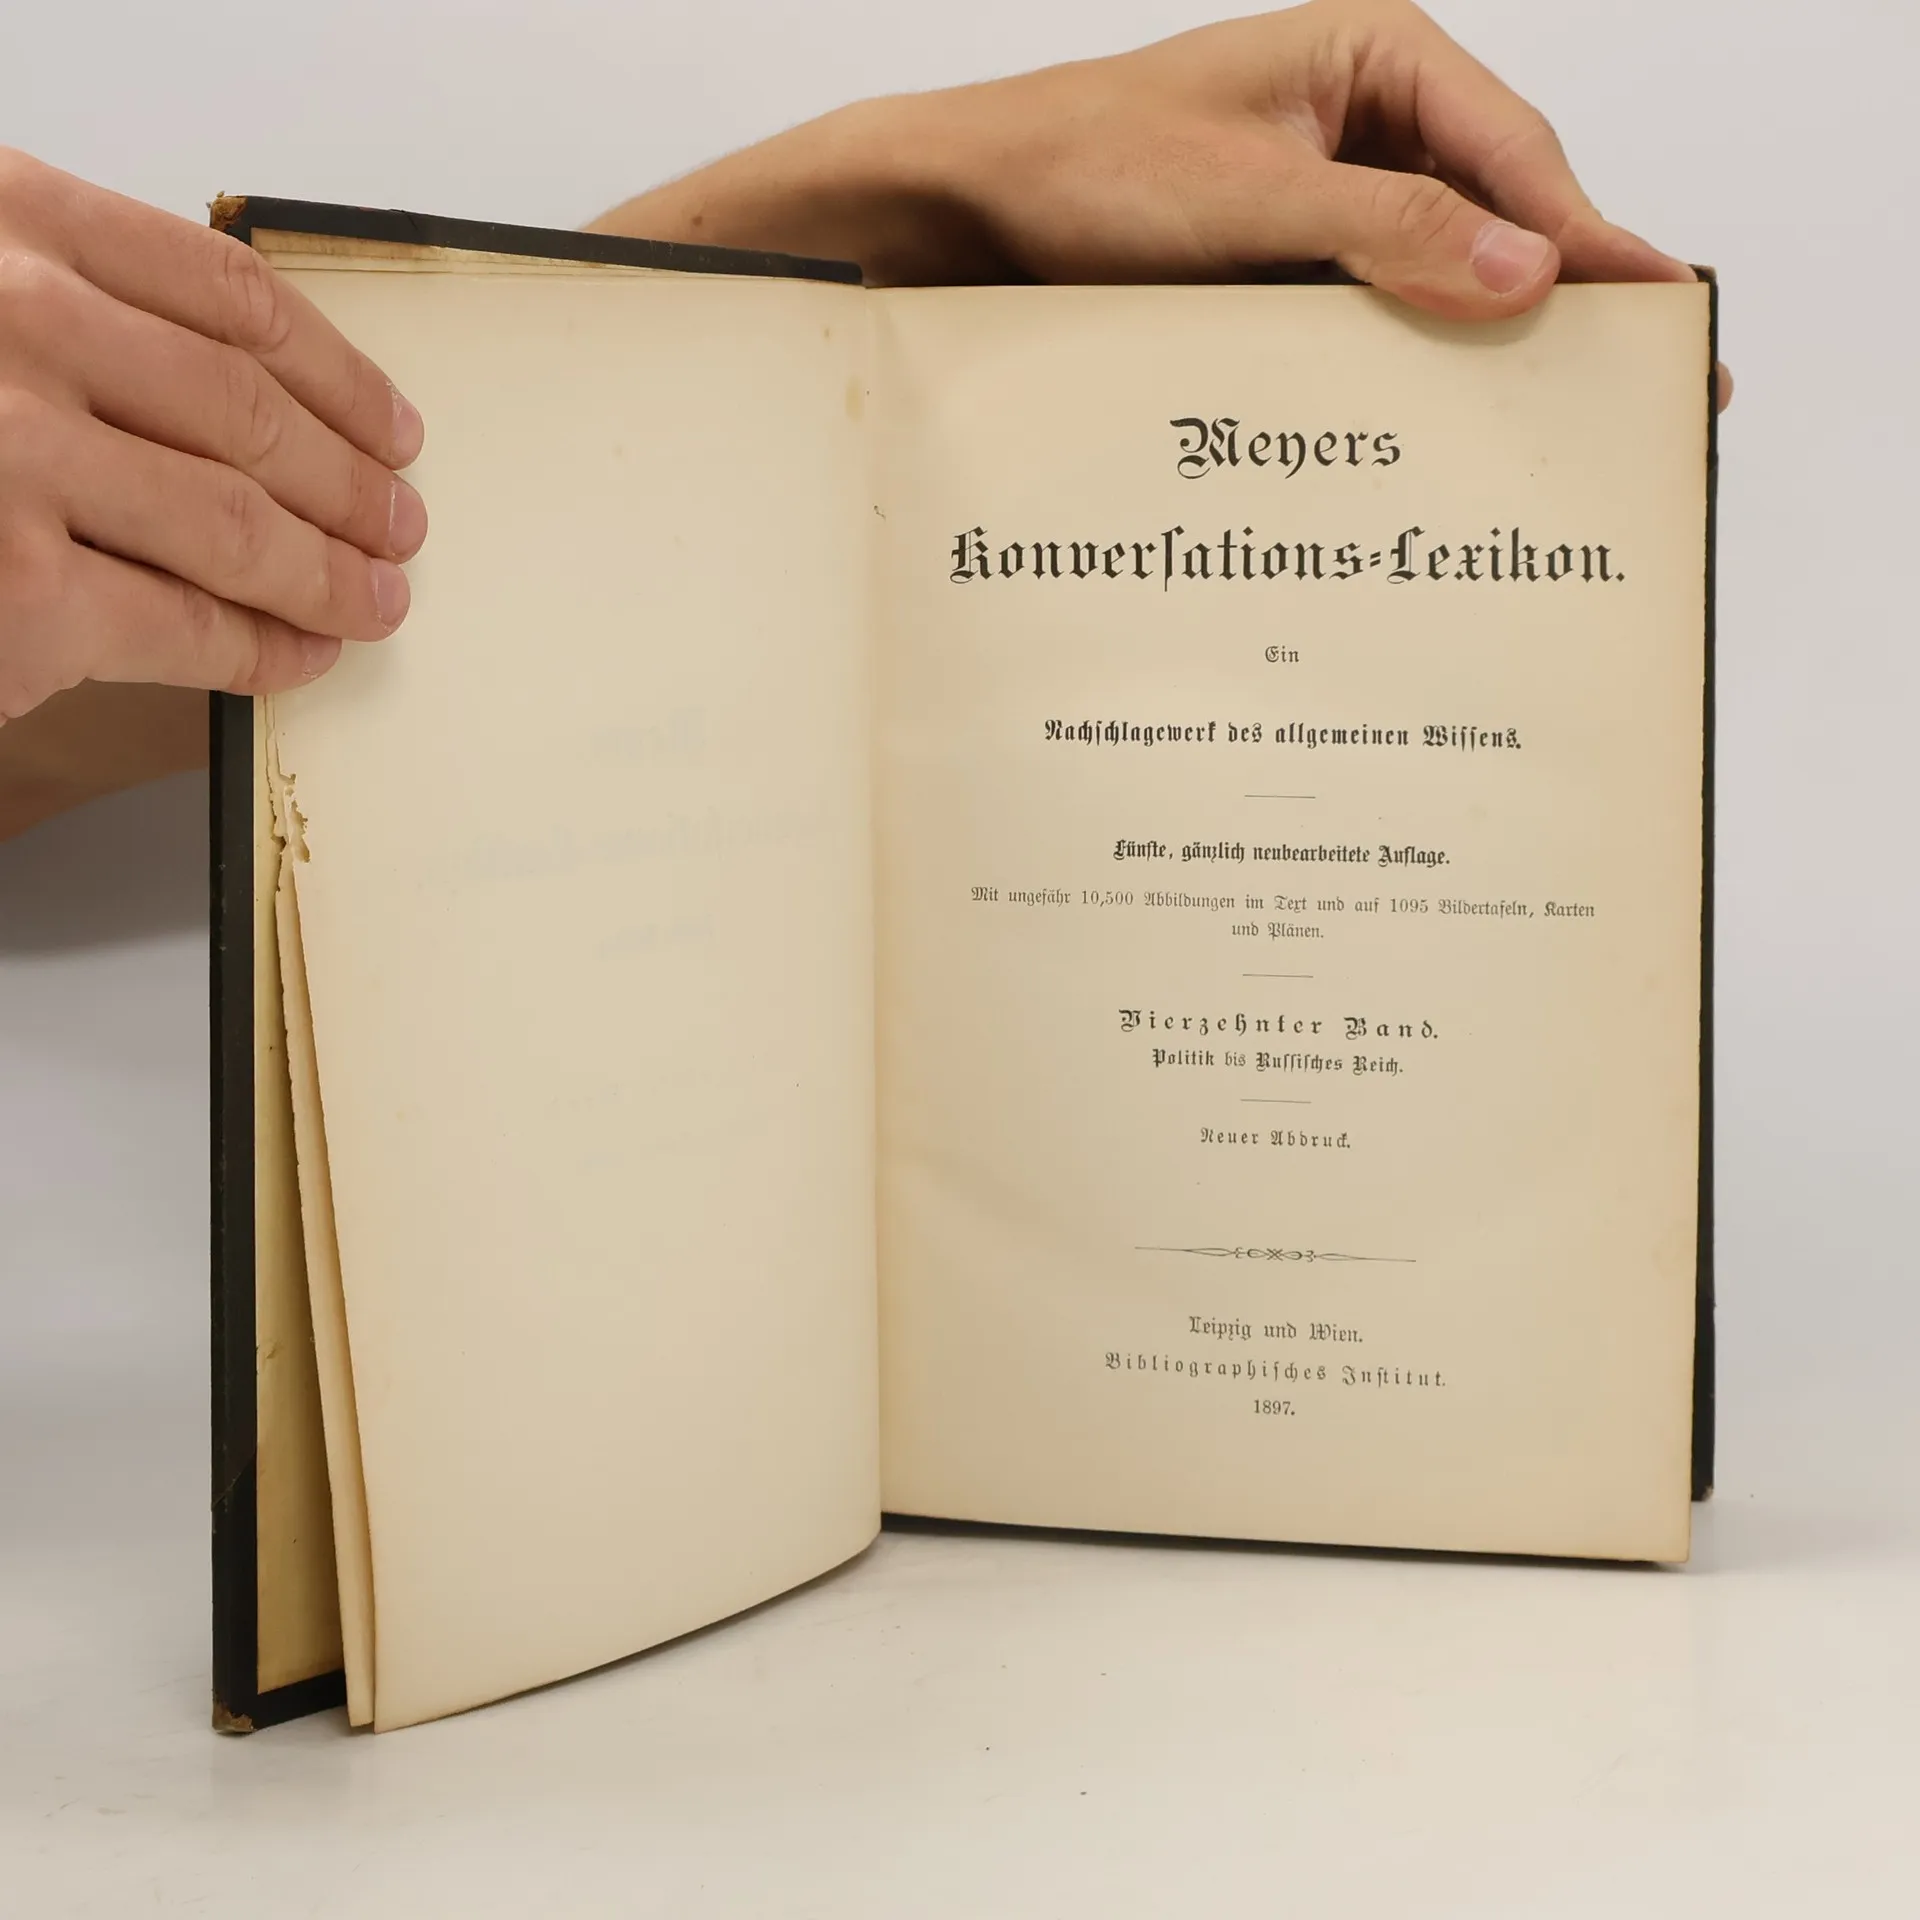 Meyers
Konverſations-Lexikon.
Ein
Nachſchlagewerk des allgemeinen Wiſſens.
Fünfte, gänzlich neubearbeitete Auflage.
Mit ungefähr 10,500 Abbildungen im Text und auf 1095 Bildertafeln, Karten
und Plänen.
Vierzehnter Band.
Politik bis Ruſſiſches Reich.
Neuer Abdruck.
Leipzig und Wien.
Bibliographiſches Inſtitut.
1897.